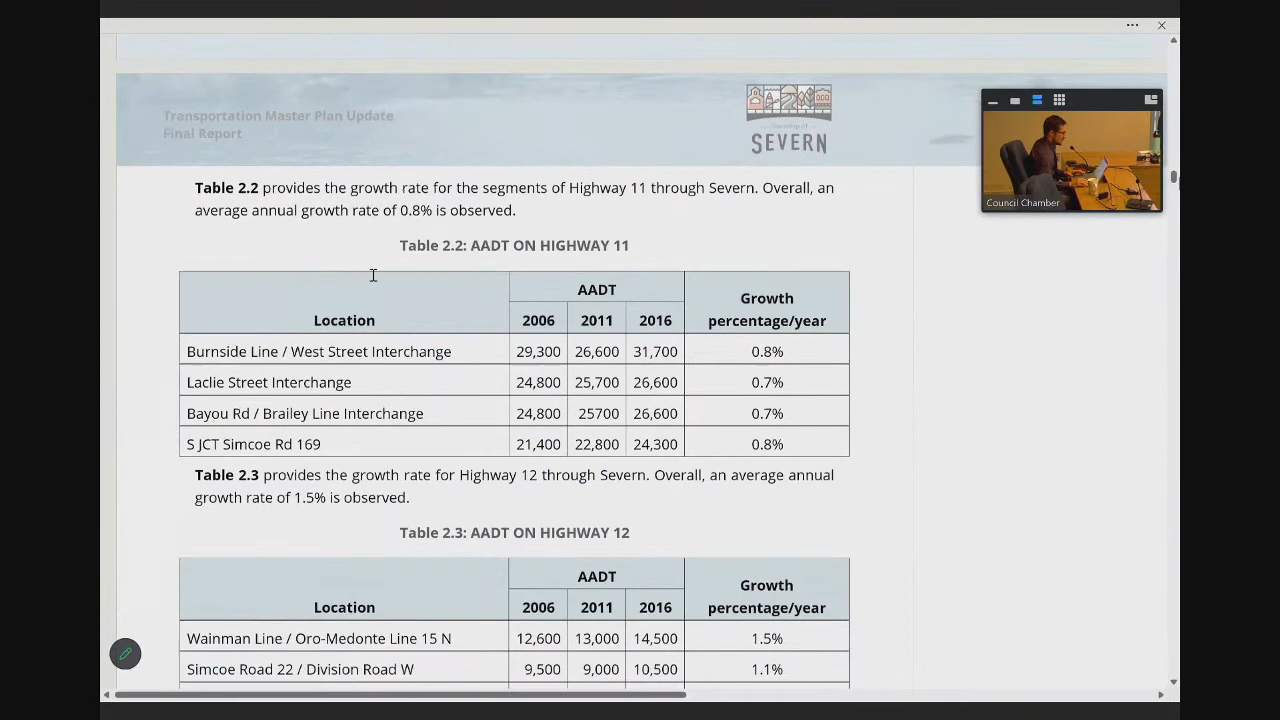 Transportation Master Plan Update
Final Report
SEVERN
Table 2.2 provides the growth rate for the segments of Highway 11 through Severn. Overall, an
average annual growth rate of 0.8% is observed.
Table 2.2: AADT ON HIGHWAY 11
Location AADT Growth percentage/year
2006 2011 2016
Burnside Line / West Street Interchange 29,300 26,600 31,700 0.8%
Laclie Street Interchange 24,800 25,700 26,600 0.7%
Bayou Rd / Brailey Line Interchange 24,800 25700 26,600 0.7%
S JCT Simcoe Rd 169 21,400 22,800 24,300 0.8%
Table 2.3 provides the growth rate for Highway 12 through Severn. Overall, an average annual
growth rate of 1.5% is observed.
Table 2.3: AADT ON HIGHWAY 12
Location AADT Growth percentage/year
2006 2011 2016
Wainman Line / Oro-Medonte Line 15 N 12,600 13,000 14,500 1.5%
Simcoe Road 22 / Division Road W 9,500 9,000 10,500 1.1%
Council Chamber